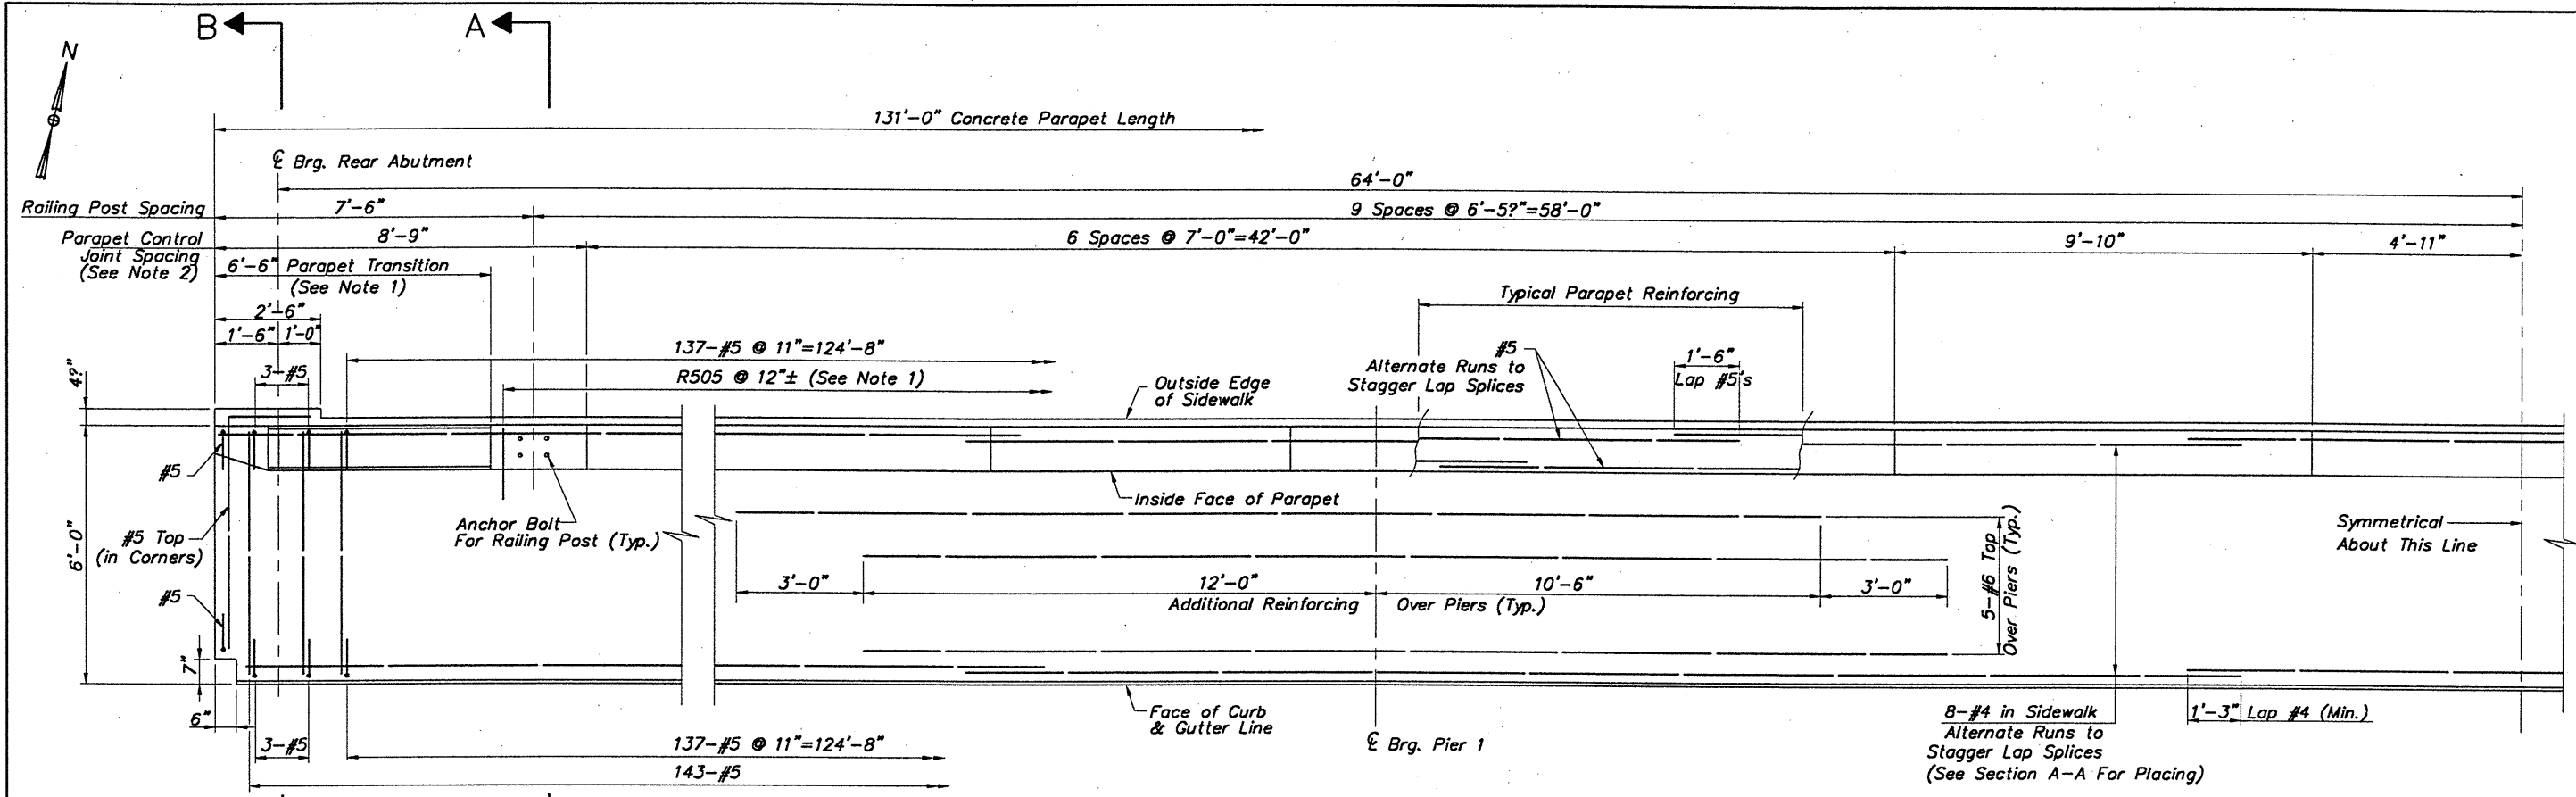 B
A
N
131'-0" Concrete Parapet Length
℄ Brg. Rear Abutment
64'-0"
Railing Post Spacing
7'-6"
9 Spaces @ 6'-5?"=58'-0"
Parapet Control
Joint Spacing
(See Note 2)
8'-9"
6 Spaces @ 7'-0"=42'-0"
9'-10"
4'-11"
6'-6" Parapet Transition
(See Note 1)
2'-6"
1'-6"
1'-0"
Typical Parapet Reinforcing
137-#5 @ 11"=124'-8"
3-#5
R505 @ 12"± (See Note 1)
4?"
Outside Edge
of Sidewalk
#5
Alternate Runs to
Stagger Lap Splices
1'-6"
Lap #5's
#5
#5 Top
(in Corners)
6'-0"
#5
7"
6"
Anchor Bolt
For Railing Post (Typ.)
Inside Face of Parapet
3'-0"
12'-0"
10'-6"
3'-0"
Additional Reinforcing
Over Piers (Typ.)
5-#6 Top
Over Piers (Typ.)
Symmetrical
About This Line
Face of Curb
& Gutter Line
℄ Brg. Pier 1
3-#5
137-#5 @ 11"=124'-8"
143-#5
8-#4 in Sidewalk
Alternate Runs to
Stagger Lap Splices
(See Section A-A For Placing)
1'-3" Lap #4 (Min.)